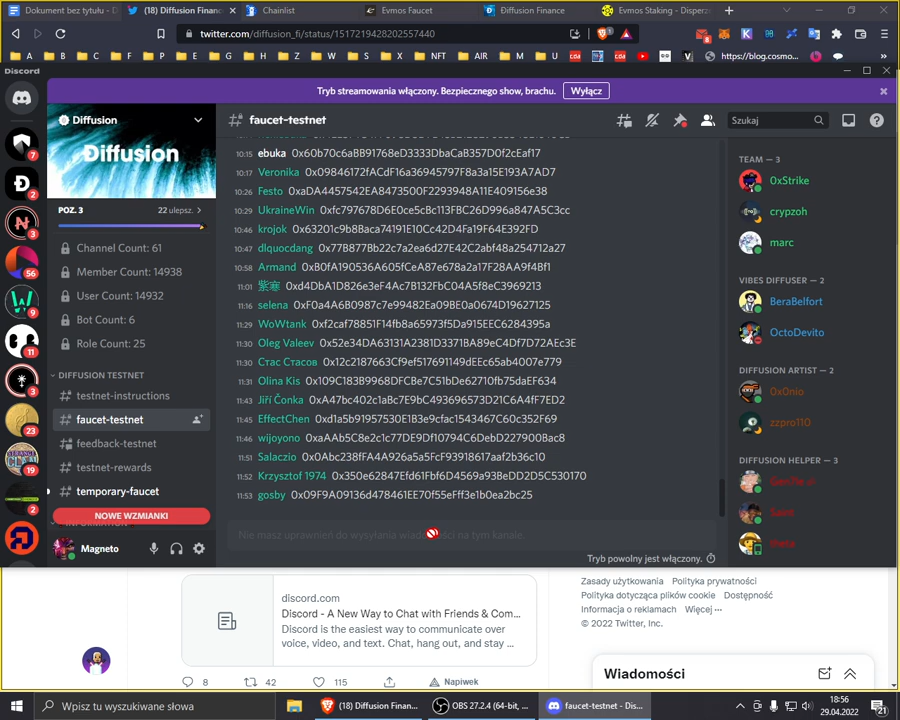 Dokument bez tytułu - D
(18) Diffusion Financ
Chainlist
Evmos Faucet
Diffusion Finance
Evmos Staking - Disperz
twitter.com/diffusion_fi/status/1517219428202557440
A B C F P E G H Z S X NFT AIR M U
https://blog.cosmo...
Discord
Tryb streamowania włączony. Bezpiecznego show, brachu.
Wyłącz
Diffusion
faucet-testnet
Szukaj
Diffusion
POZ. 3
22 ulepsz.
Channel Count: 61
Member Count: 14938
User Count: 14932
Bot Count: 6
Role Count: 25
DIFFUSION TESTNET
testnet-instructions
faucet-testnet
feedback-testnet
testnet-rewards
temporary-faucet
NOWE WZMIANKI
Magneto
10:15 ebuka 0x60b70c6aBB91768eD3333DbaCaB357D0f2cEaf17
10:17 Veronika 0x09846172fACdF16a36945797F8a3a15E193A7AD7
10:26 Festo 0xaDA4457542EA8473500F2293948A11E409156e38
10:29 UkraineWin 0xfc797678D6E0ce5cBc113FBC26D996a847A5C3cc
10:46 krojok 0x63201c9b8Baca74191E10Cc42D4Fa19F64E392FD
10:47 dlquocdang 0x77B877Bb22c7a2ea6d27E42C2abf48a254712a27
10:58 Armand 0xB0fA190536A605fCeA87e678a2a17F28AA9f4Bf1
11:01 紫寒 0xd4DbA1D826e3eF4Ac7B132FbC04A5f8eC3969213
11:16 selena 0xF0a4A6B0987c7e99482Ea09BE0a0674D19627125
11:29 WoWtank 0xf2caf78851F14fb8a65973f5Da915EEC6284395a
11:30 Oleg Valeev 0x52e34DA63131A2381D3371BA89eC4Df7D72AEc3E
11:30 Стас Стасов 0x12c2187663Cf9ef517691149dEEc65ab4007e779
11:31 Olina Kis 0x109C183B9968DFCBe7C51bDe62710fb75daEF634
11:43 Jiří Čonka 0xA47bc402c1aBc7E9bC493696573D21C6A4fF7ED2
11:45 EffectChen 0xd1a5b91957530E1B3e9cfac1543467C60c352F69
11:46 wijoyono 0xaAAb5C8e2c1c77DE9Df10794C6DebD227900Bac8
11:51 Salaczio 0x0Abc238fFA4A926a5a5FcF93918617aaf2b36c10
11:52 Krzysztof 1974 0x350e62847Efd61Fbf6D4569a93BeDD2D5C530170
11:53 gosby 0x09F9A09136d478461EE70f55eFff3e1b0ea2bc25
Nie masz uprawnień do wysyłania wiadomości na tym kanale.
Tryb powolny jest włączony.
TEAM — 3
0xStrike
crypzoh
marc
VIBES DIFFUSER — 2
BeraBelfort
OctoDevito
DIFFUSION ARTIST — 2
0x0nio
zzpro110
DIFFUSION HELPER — 3
Saint
theta
discord.com
Discord - A New Way to Chat with Friends & Com...
Discord is the easiest way to communicate over
voice, video, and text. Chat, hang out, and stay ...
8
42
115
Napiwek
Zasady użytkowania Polityka prywatności
Polityka dotycząca plików cookie Dostępność
Informacja o reklamach Więcej ···
© 2022 Twitter, Inc.
Wiadomości
Wpisz tu wyszukiwane słowa
(18) Diffusion Finan...
OBS 27.2.4 (64-bit, ...
faucet-testnet - Dis...
18:56
29.04.2022
21